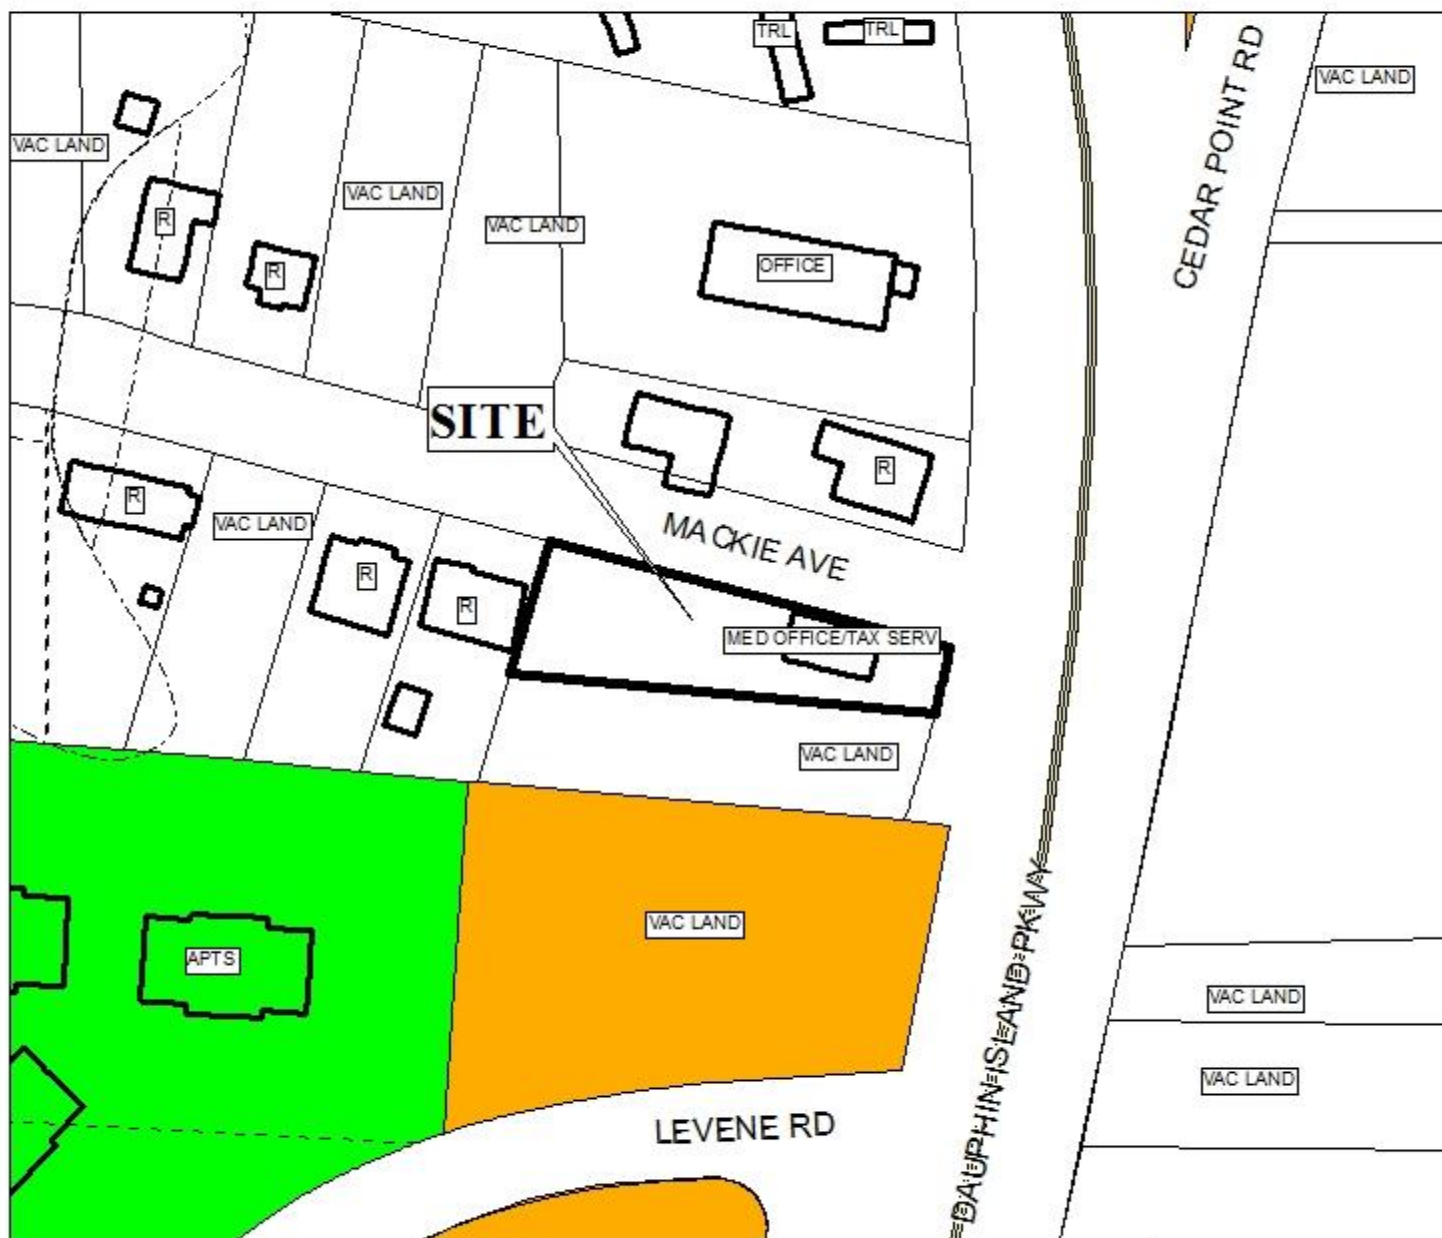 TRL
TRL
CEDAR POINT RD
VAC LAND
VAC LAND
VAC LAND
R
VAC LAND
R
OFFICE
SITE
R
R
VAC LAND
MACKIE AVE
R
R
MED OFFICE/TAX SERV
VAC LAND
VAC LAND
APTS
DAUPHIN ISLAND PKWY
VAC LAND
VAC LAND
LEVENE RD